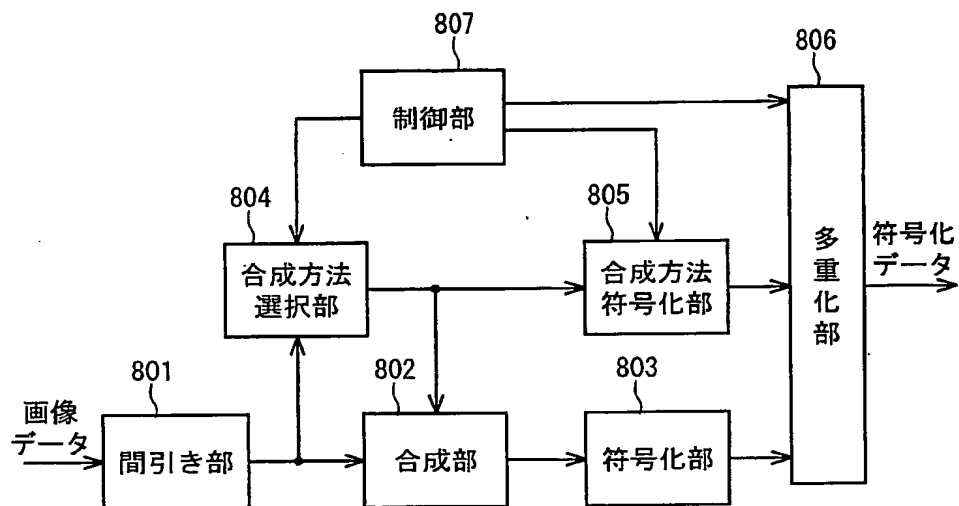 807
制御部
806
多重化部
804
合成方法
選択部
805
合成方法
符号化部
符号化
データ
801
画像
データ
間引き部
802
合成部
803
符号化部